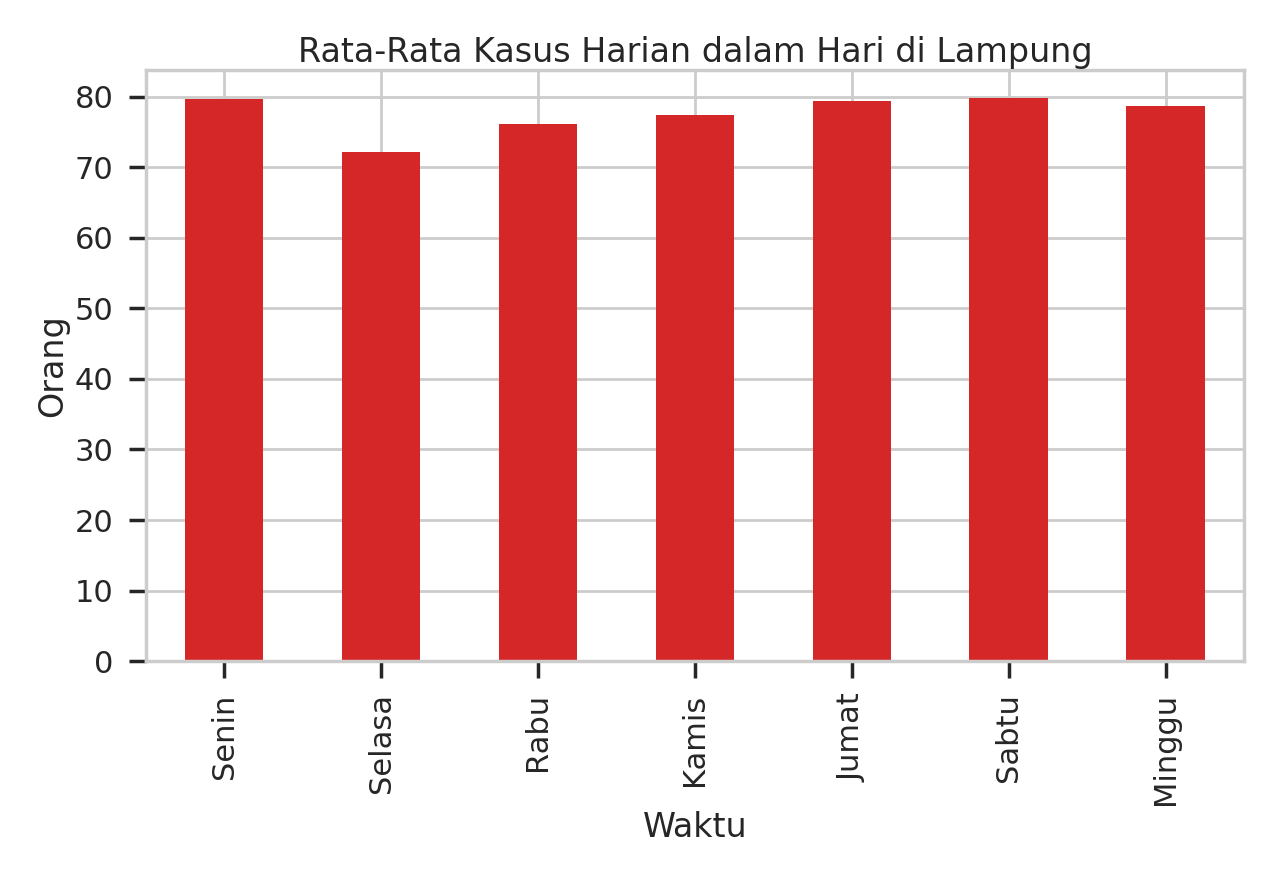 Rata-Rata Kasus Harian dalam Hari di Lampung
80
70
60
50
40
30
20
10
0
Orang
Senin
Selasa
Rabu
Kamis
Jumat
Sabtu
Minggu
Waktu